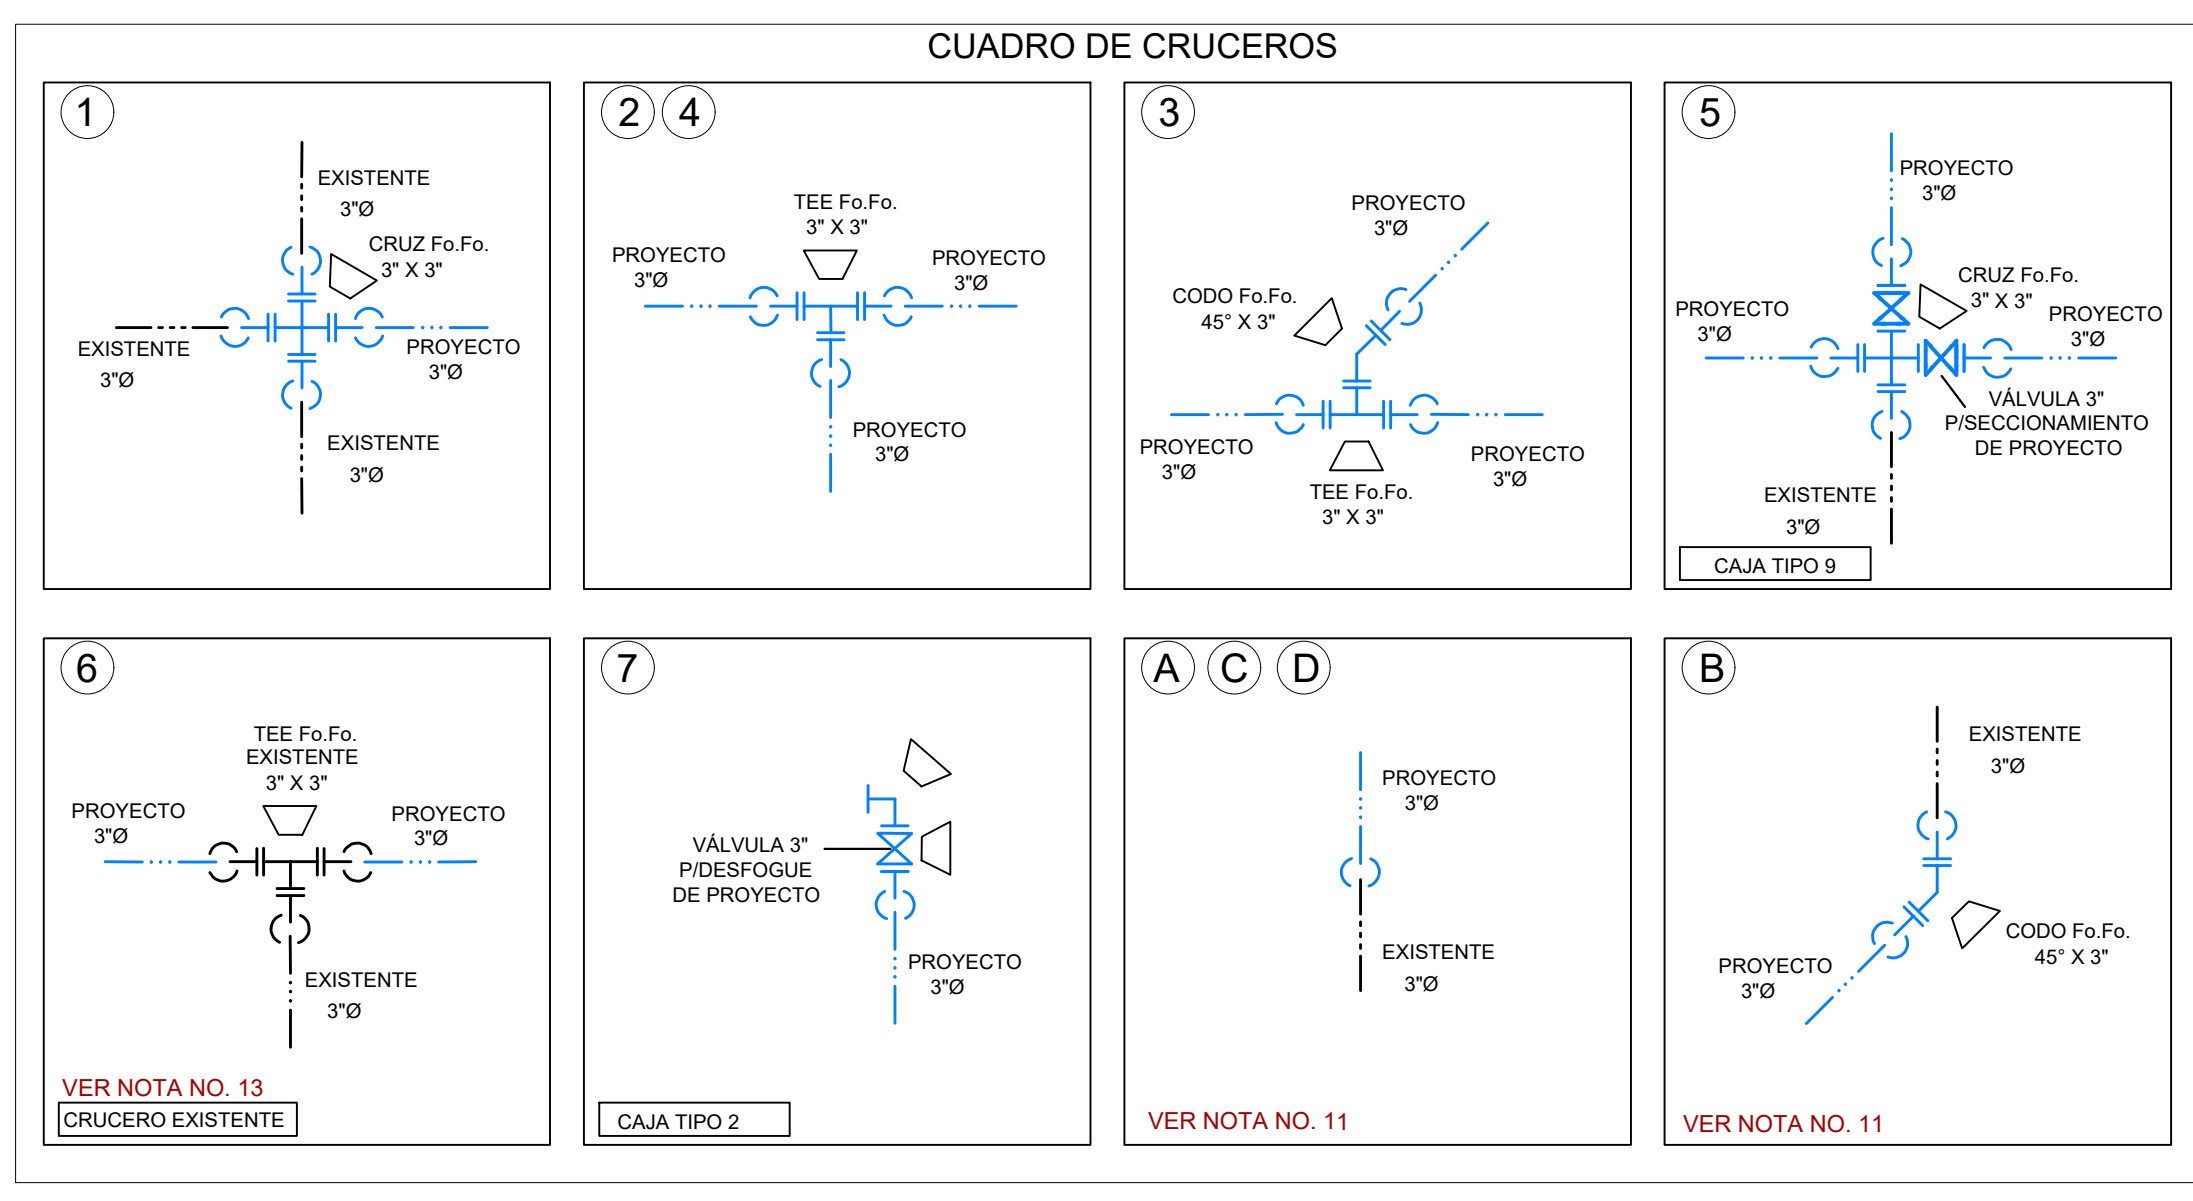 CUADRO DE CRUCEROS
1
EXISTENTE
3"Ø
CRUZ Fo.Fo.
3" X 3"
EXISTENTE
3"Ø
PROYECTO
3"Ø
EXISTENTE
3"Ø
2 4
TEE Fo.Fo.
3" X 3"
PROYECTO
3"Ø
PROYECTO
3"Ø
PROYECTO
3"Ø
3
PROYECTO
3"Ø
CODO Fo.Fo.
45° X 3"
PROYECTO
3"Ø
PROYECTO
3"Ø
TEE Fo.Fo.
3" X 3"
5
PROYECTO
3"Ø
CRUZ Fo.Fo.
3" X 3"
PROYECTO
3"Ø
PROYECTO
3"Ø
VÁLVULA 3"
P/SECCIONAMIENTO
DE PROYECTO
EXISTENTE
3"Ø
CAJA TIPO 9
6
TEE Fo.Fo.
EXISTENTE
3" X 3"
PROYECTO
3"Ø
PROYECTO
3"Ø
EXISTENTE
3"Ø
VER NOTA NO. 13
CRUCERO EXISTENTE
7
VÁLVULA 3"
P/DESFOGUE
DE PROYECTO
PROYECTO
3"Ø
CAJA TIPO 2
A C D
PROYECTO
3"Ø
EXISTENTE
3"Ø
VER NOTA NO. 11
B
EXISTENTE
3"Ø
CODO Fo.Fo.
45° X 3"
PROYECTO
3"Ø
VER NOTA NO. 11